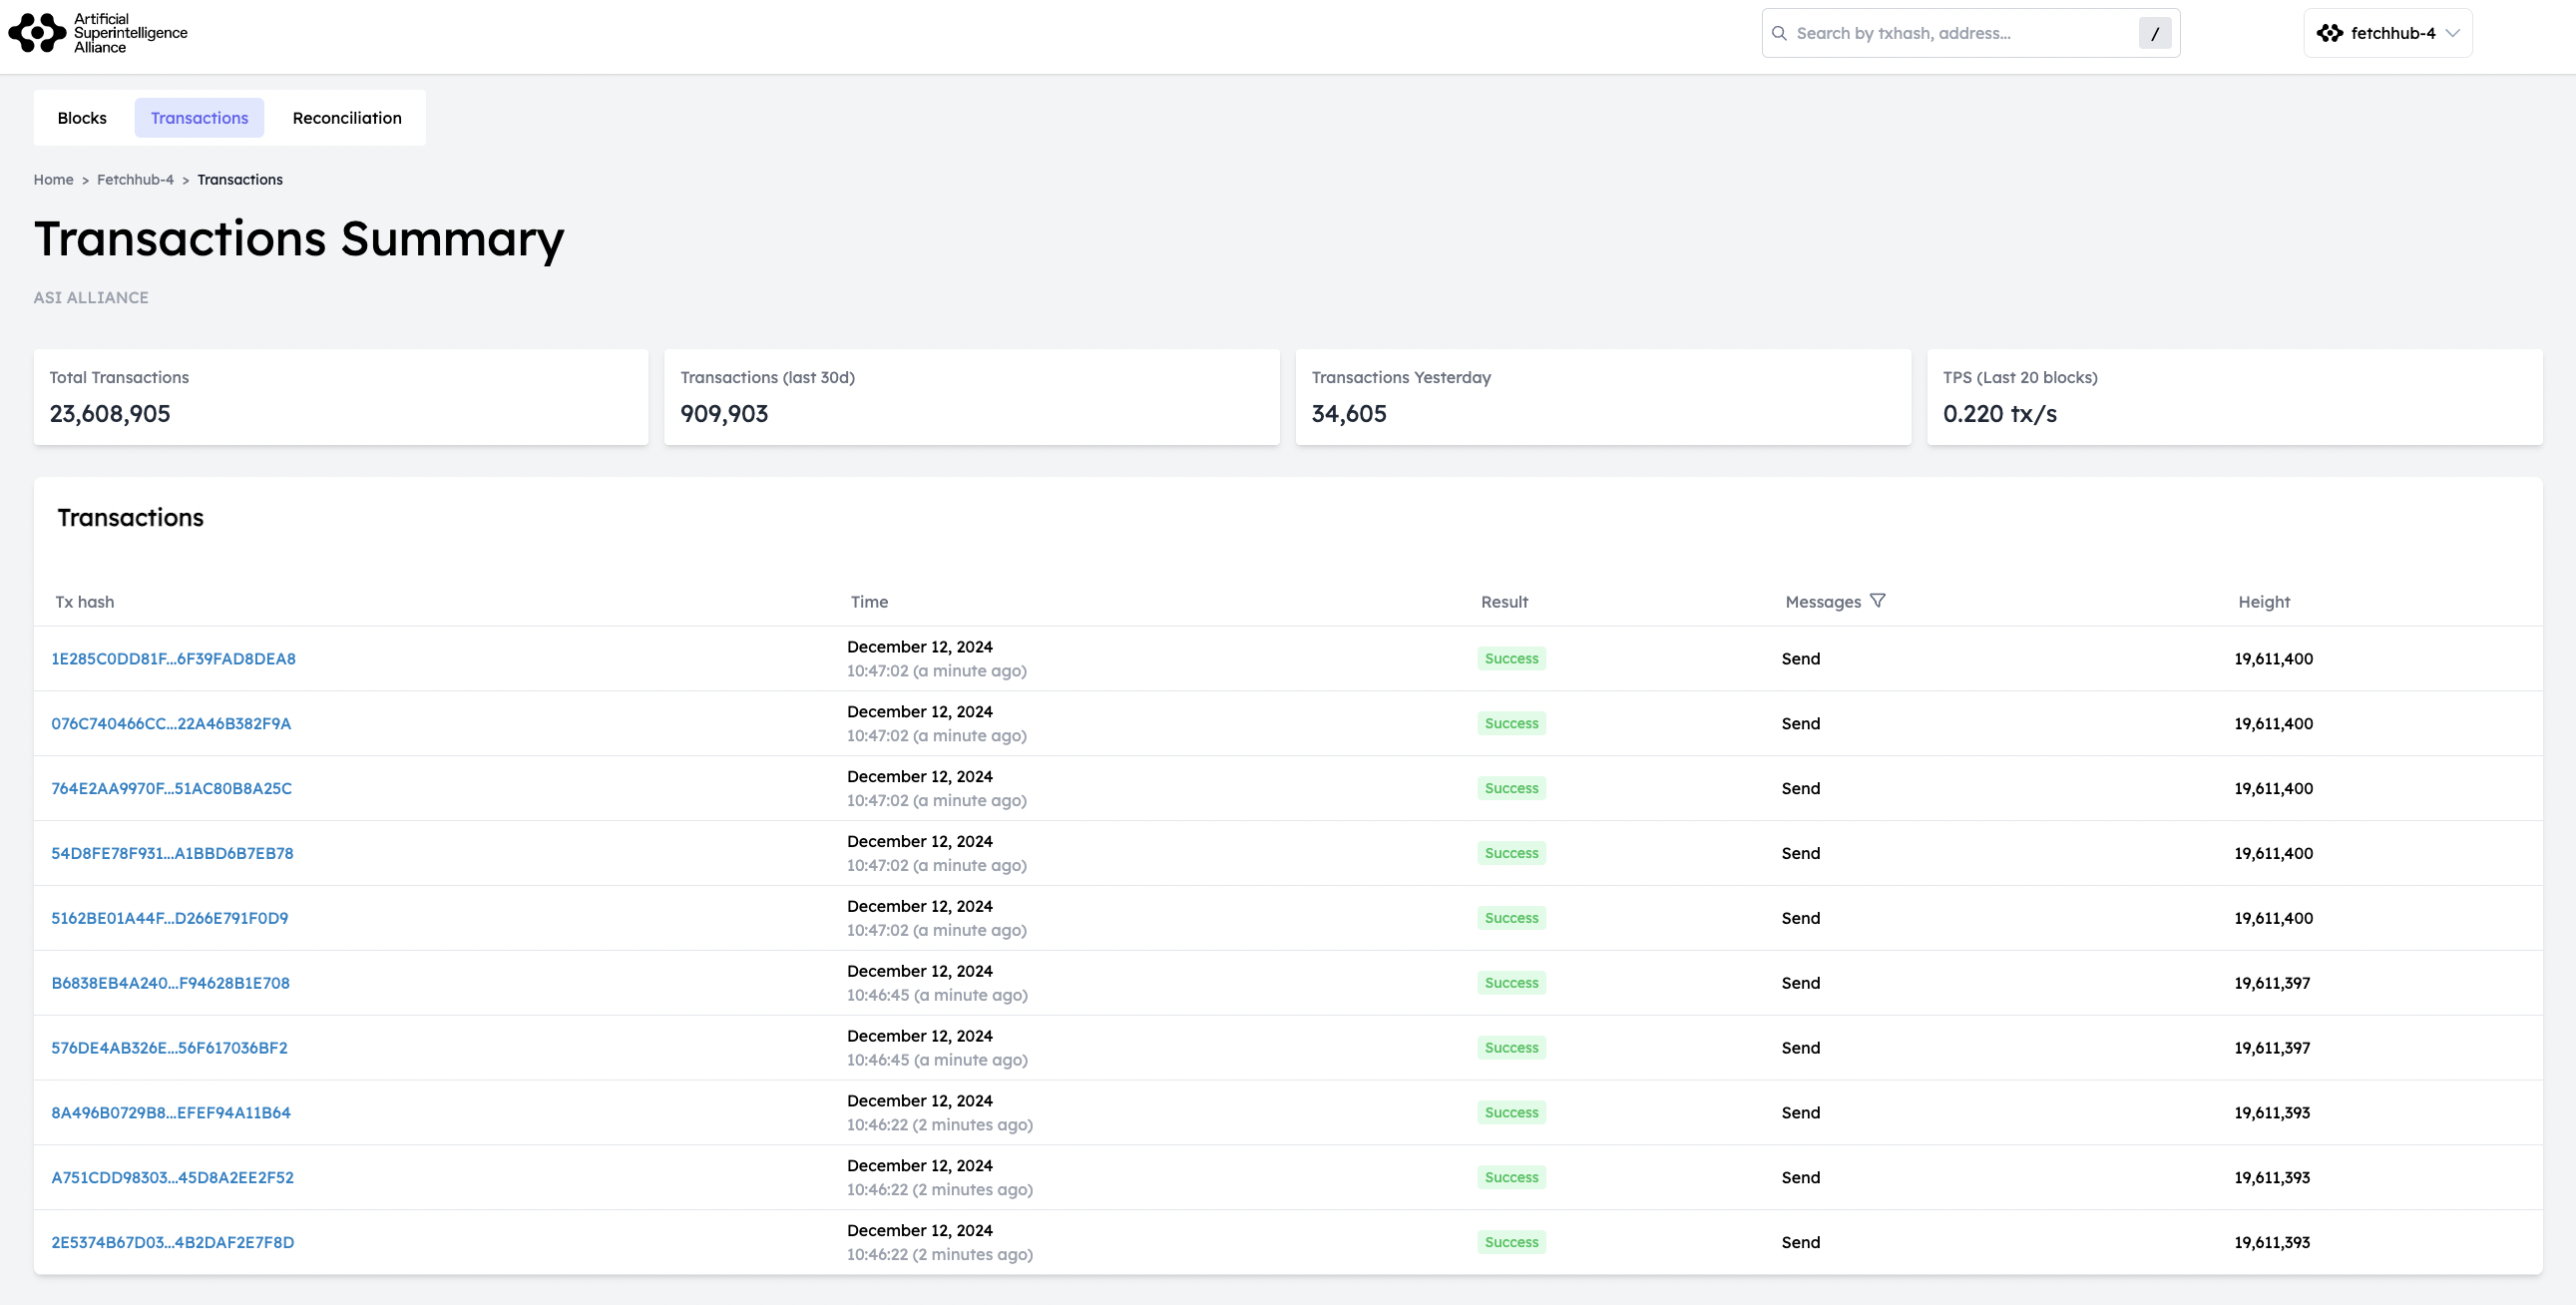 Artificial
Superintelligence
Alliance
Search by txhash, address...
/
fetchhub-4
Blocks Transactions Reconciliation
Home > Fetchhub-4 > Transactions
Transactions Summary
ASI ALLIANCE
Total Transactions
23,608,905
Transactions (last 30d)
909,903
Transactions Yesterday
34,605
TPS (Last 20 blocks)
0.220 tx/s
Transactions
Tx hash Time Result Messages Height
1E285C0DD81F...6F39FAD8DEA8 December 12, 2024 Success Send 19,611,400
10:47:02 (a minute ago)
076C740466CC...22A46B382F9A December 12, 2024 Success Send 19,611,400
10:47:02 (a minute ago)
764E2AA9970F...51AC80B8A25C December 12, 2024 Success Send 19,611,400
10:47:02 (a minute ago)
54D8FE78F931...A1BBD6B7EB78 December 12, 2024 Success Send 19,611,400
10:47:02 (a minute ago)
5162BE01A44F...D266E791F0D9 December 12, 2024 Success Send 19,611,400
10:47:02 (a minute ago)
B6838EB4A240...F94628B1E708 December 12, 2024 Success Send 19,611,397
10:46:45 (a minute ago)
576DE4AB326E...56F617036BF2 December 12, 2024 Success Send 19,611,397
10:46:45 (a minute ago)
8A496B0729B8...EFEF94A11B64 December 12, 2024 Success Send 19,611,393
10:46:22 (2 minutes ago)
A751CDD98303...45D8A2EE2F52 December 12, 2024 Success Send 19,611,393
10:46:22 (2 minutes ago)
2E5374B67D03...4B2DAF2E7F8D December 12, 2024 Success Send 19,611,393
10:46:22 (2 minutes ago)